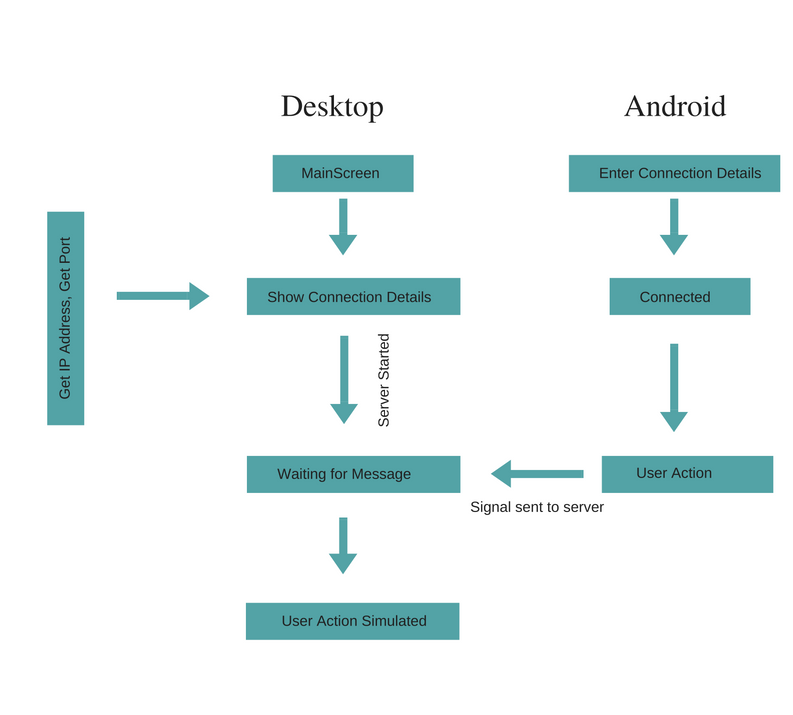 Desktop
Android
MainScreen
Enter Connection Details
Get IP Address, Get Port
Show Connection Details
Connected
Server Started
Waiting for Message
User Action
Signal sent to server
User Action Simulated